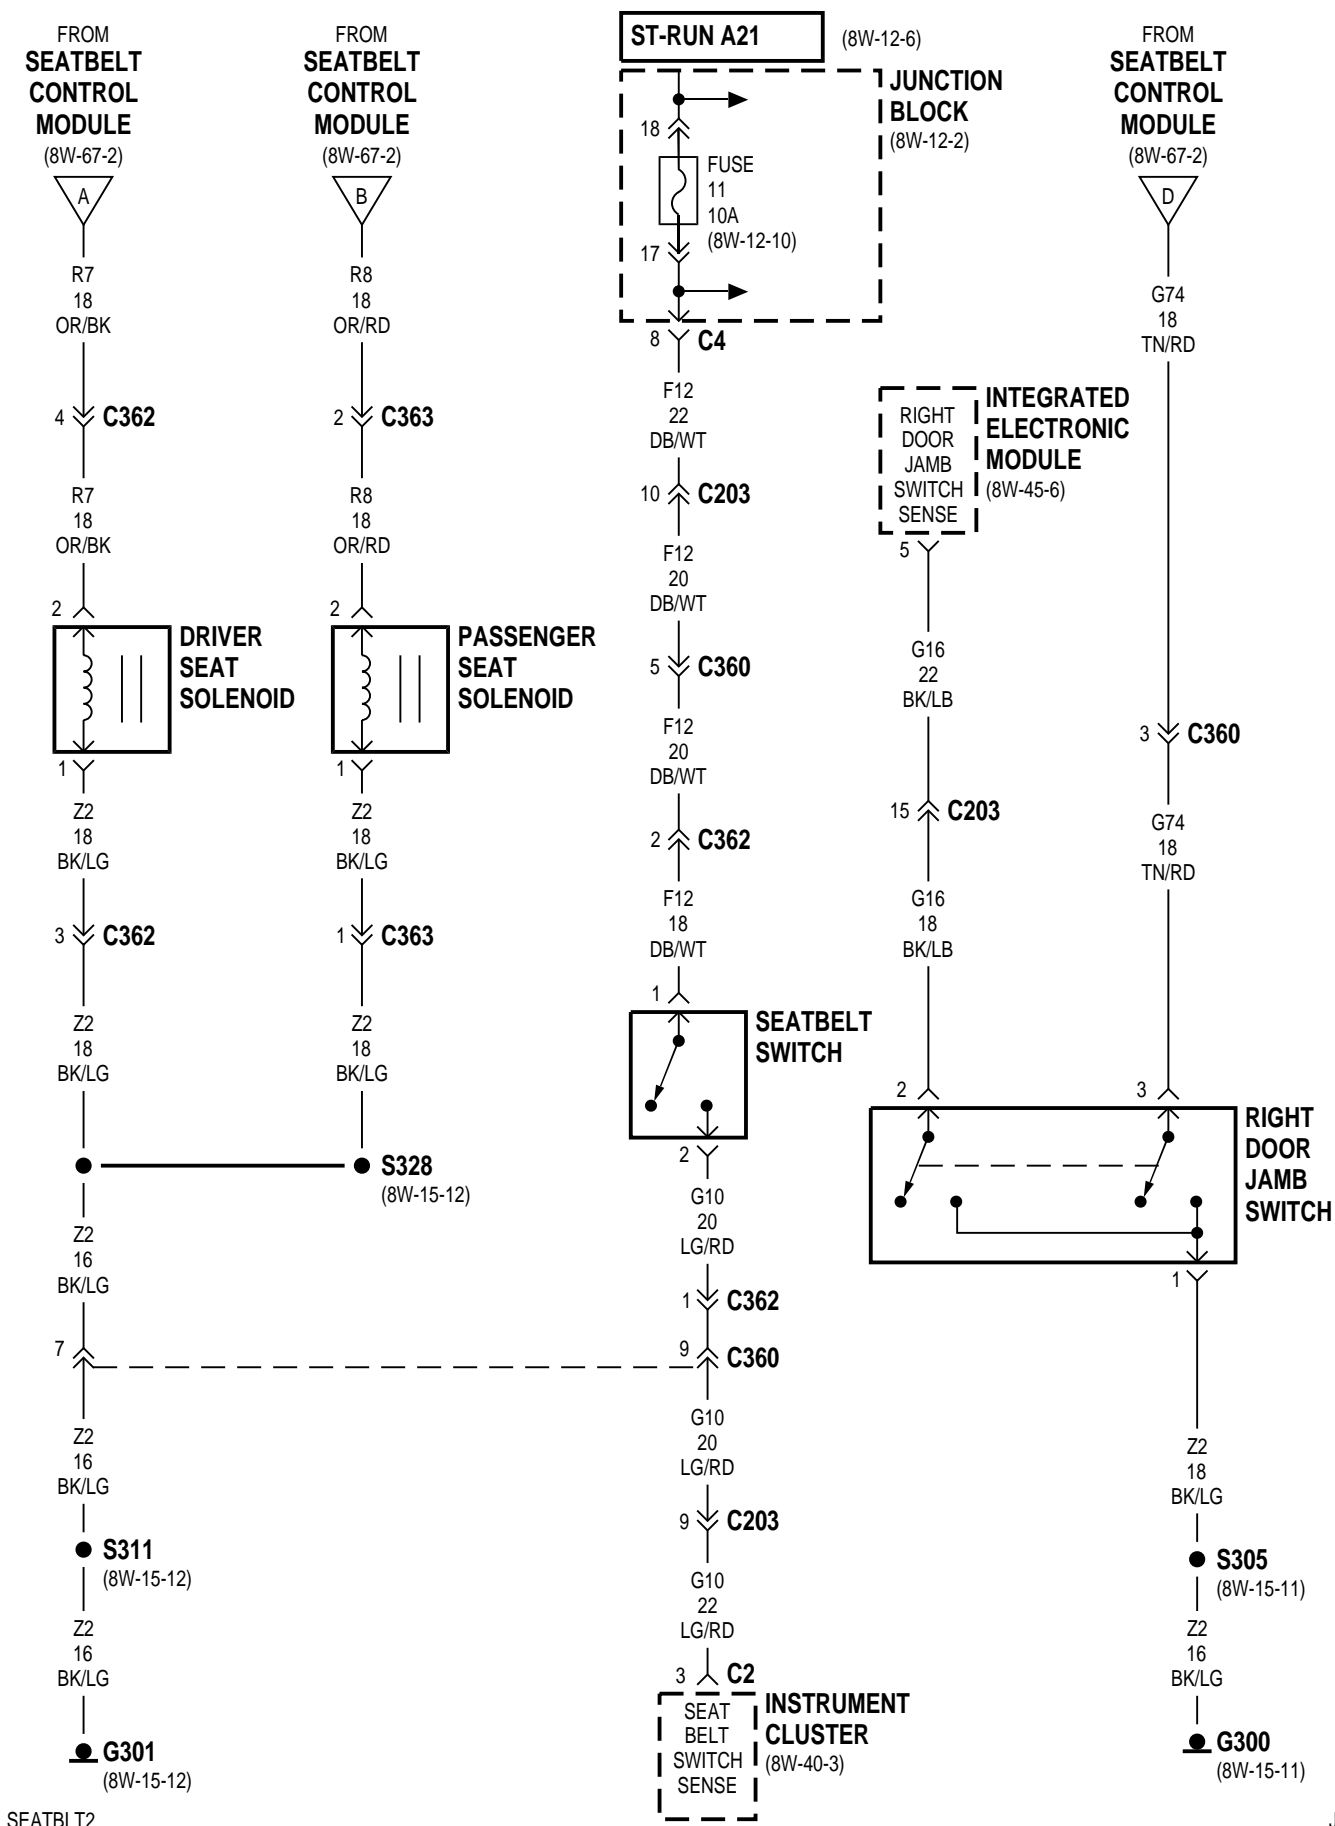 FROM
SEATBELT
CONTROL
MODULE
(8W-67-2)
A
R7
18
OR/BK
4
C362
R7
18
OR/BK
2
DRIVER
SEAT
SOLENOID
1
Z2
18
BK/LG
3
C362
Z2
18
BK/LG
Z2
16
BK/LG
7
Z2
16
BK/LG
S311
(8W-15-12)
Z2
16
BK/LG
G301
(8W-15-12)
SEATBLT2
FROM
SEATBELT
CONTROL
MODULE
(8W-67-2)
B
R8
18
OR/RD
2
C363
R8
18
OR/RD
2
PASSENGER
SEAT
SOLENOID
1
Z2
18
BK/LG
1
C363
Z2
18
BK/LG
S328
(8W-15-12)
ST-RUN A21
(8W-12-6)
JUNCTION
BLOCK
(8W-12-2)
18
FUSE
11
10A
(8W-12-10)
17
8
C4
F12
22
DB/WT
10
C203
F12
20
DB/WT
5
C360
F12
20
DB/WT
2
C362
F12
18
DB/WT
1
SEATBELT
SWITCH
2
G10
20
LG/RD
1
C362
9
C360
G10
20
LG/RD
9
C203
G10
22
LG/RD
3
C2
SEAT
BELT
SWITCH
SENSE
INSTRUMENT
CLUSTER
(8W-40-3)
RIGHT
DOOR
JAMB
SWITCH
SENSE
INTEGRATED
ELECTRONIC
MODULE
(8W-45-6)
5
G16
22
BK/LB
15
C203
G16
18
BK/LB
2
FROM
SEATBELT
CONTROL
MODULE
(8W-67-2)
D
G74
18
TN/RD
3
C360
G74
18
TN/RD
3
RIGHT
DOOR
JAMB
SWITCH
1
Z2
18
BK/LG
S305
(8W-15-11)
Z2
16
BK/LG
G300
(8W-15-11)